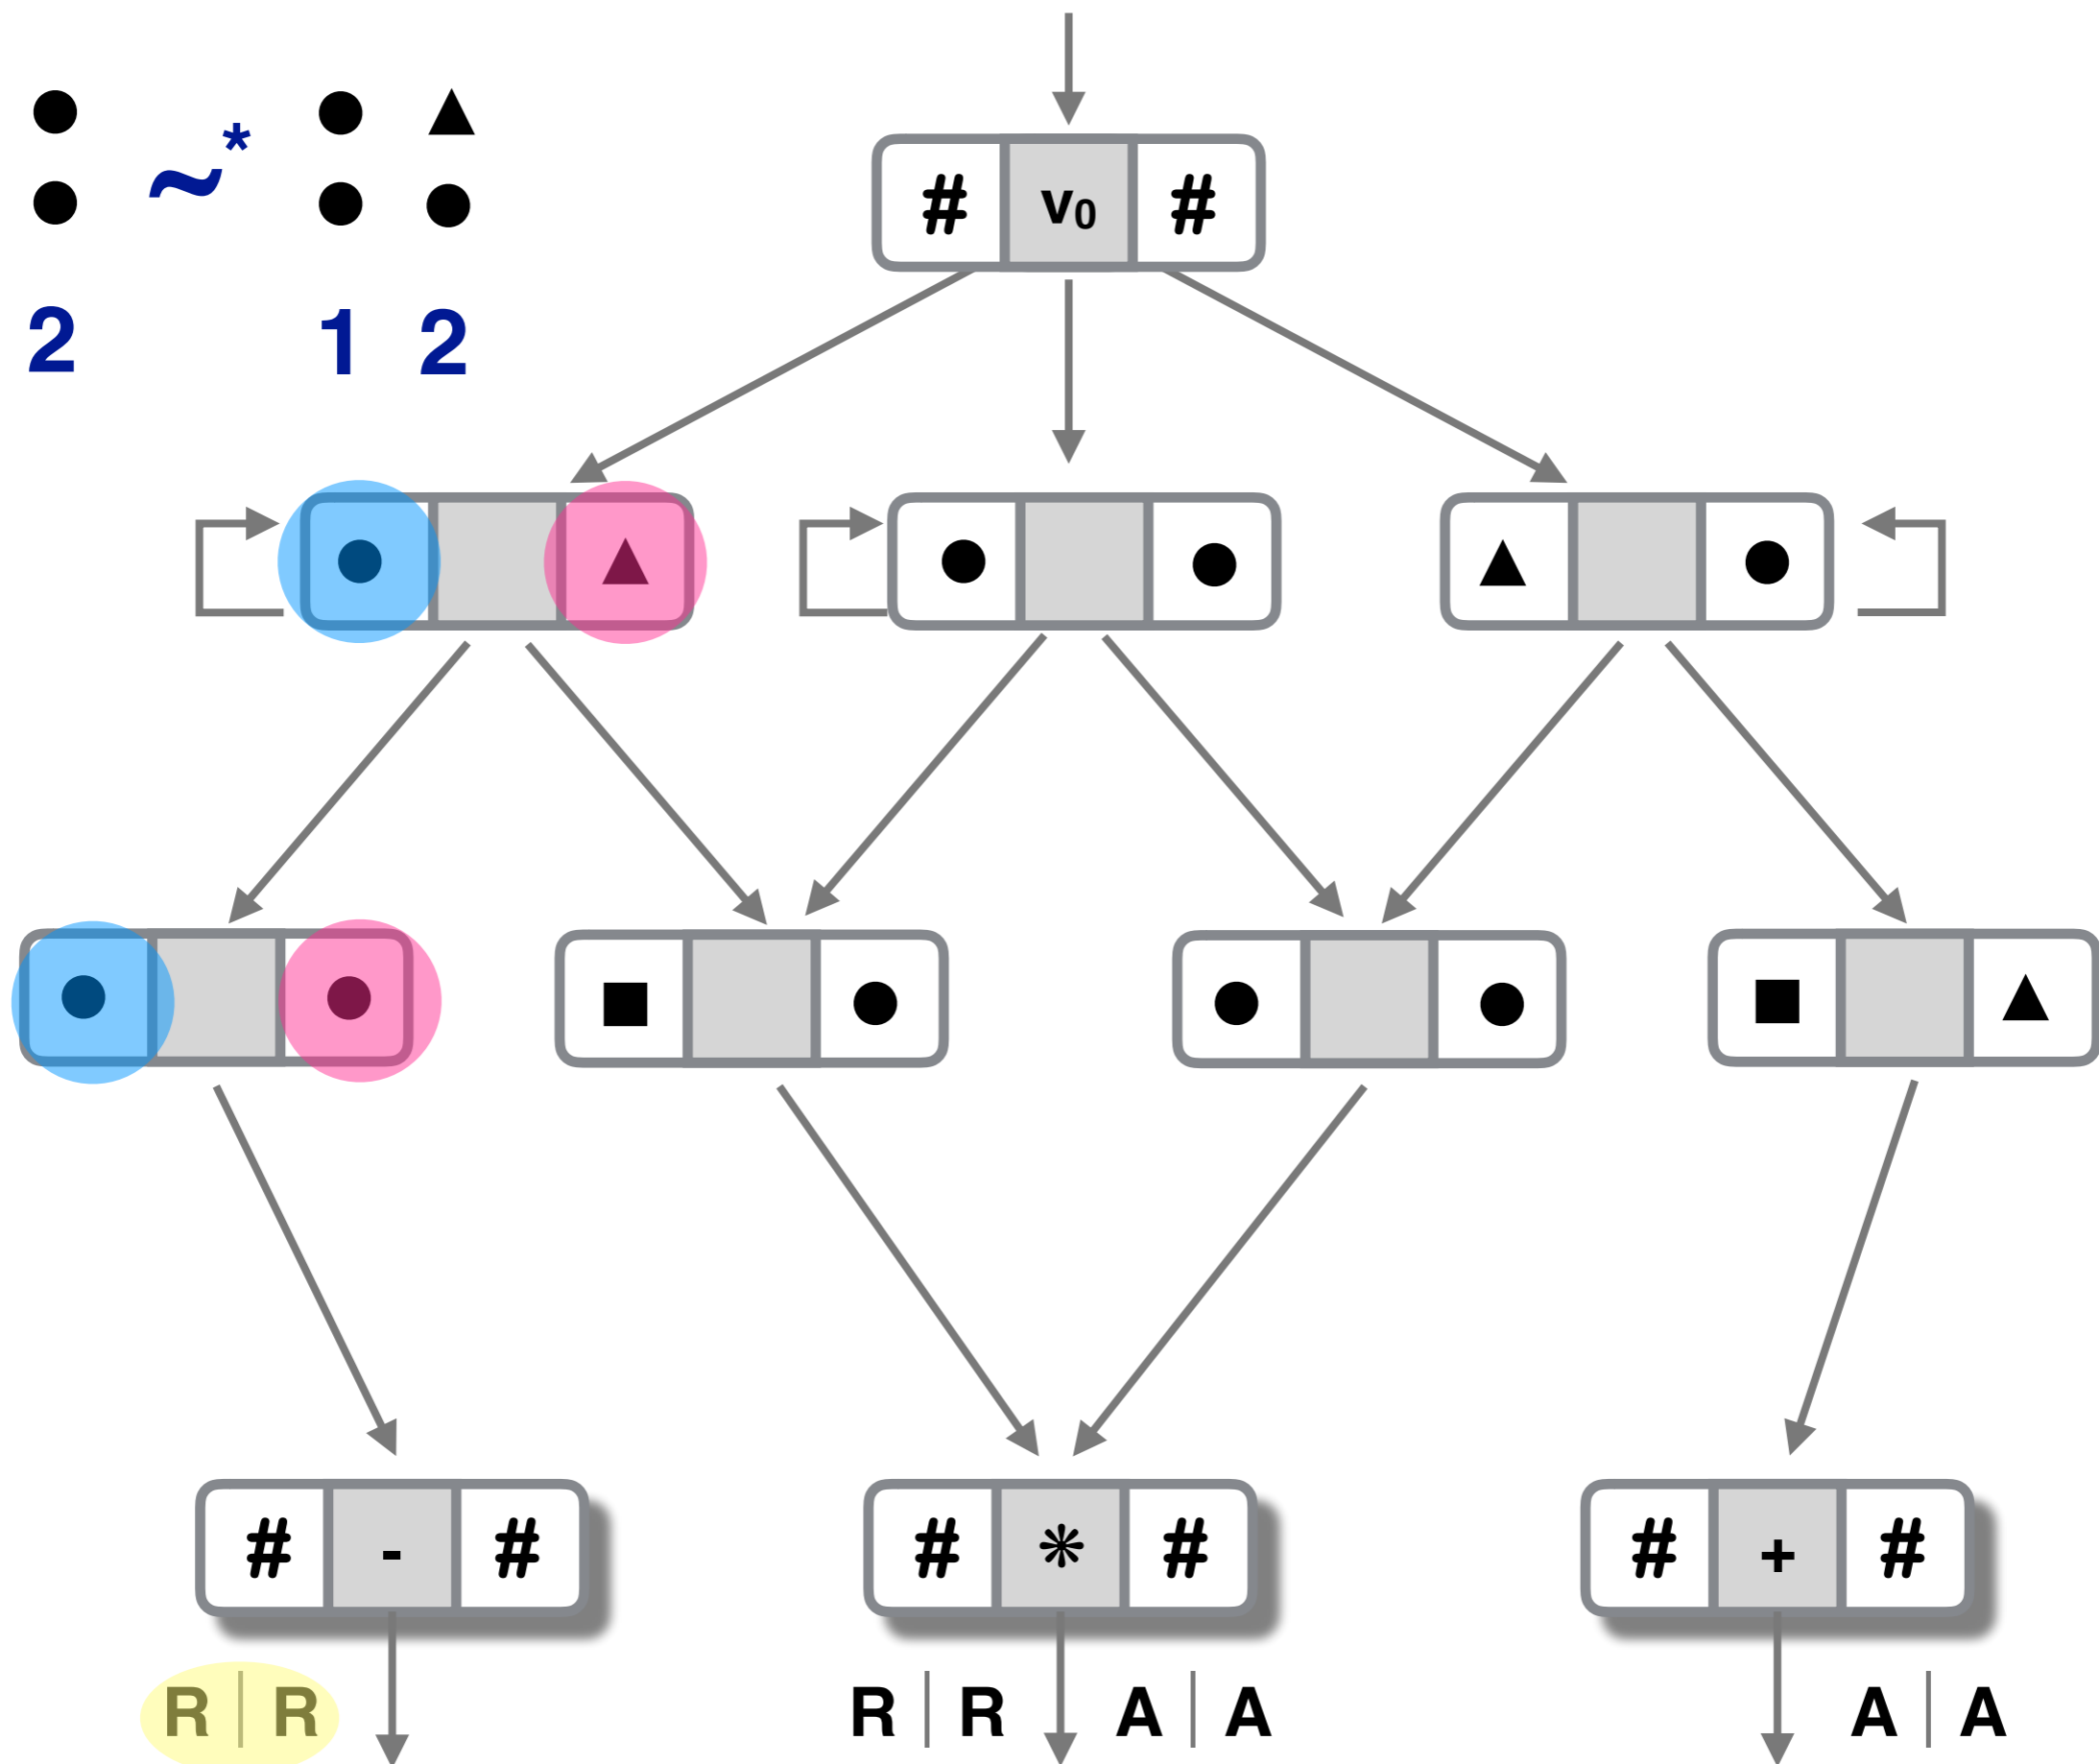 ~*
2 1 2
# v₀ #
# - #
# * #
# + #
R | R
R | R A | A
A | A